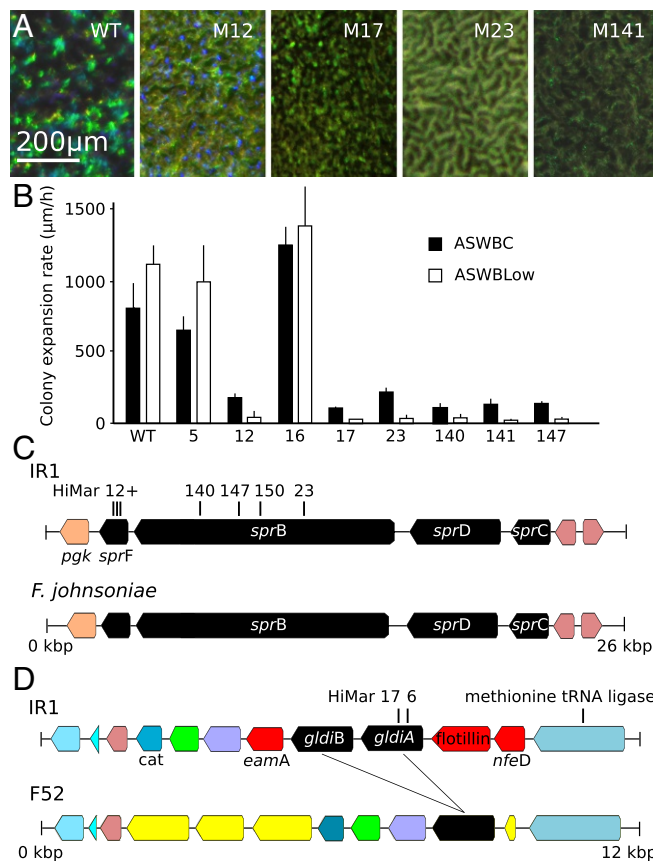 A
WT
M12
M17
M23
M141
200µm
B
Colony expansion rate (µm/h)
1500
1000
500
0
ASWBC
ASWBLow
WT 5 12 16 17 23 140 141 147
C
IR1
HiMar 12+ 140 147 150 23
sprB sprD sprC
pgk sprF
F. johnsoniae
sprB sprD sprC
0 kbp 26 kbp
D
IR1
HiMar 17 6 methionine tRNA ligase
gldiB gldiA flotillin
cat eamA nfeD
F52
0 kbp 12 kbp